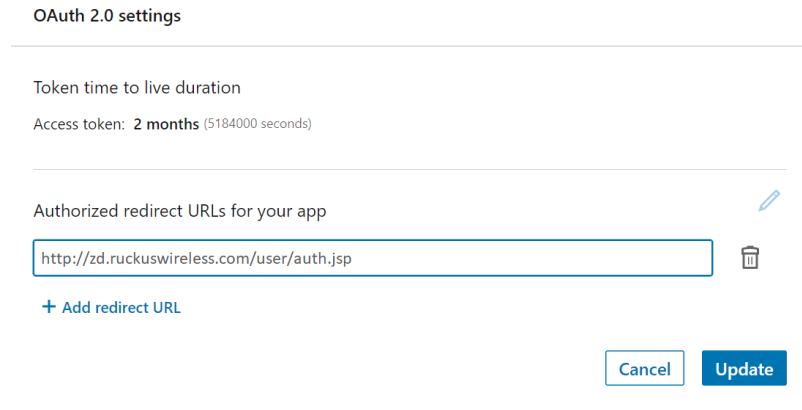 OAuth 2.0 settings
Token time to live duration
Access token: 2 months (5184000 seconds)
Authorized redirect URLs for your app
http://zd.ruckuswireless.com/user/auth.jsp
+ Add redirect URL
Cancel Update